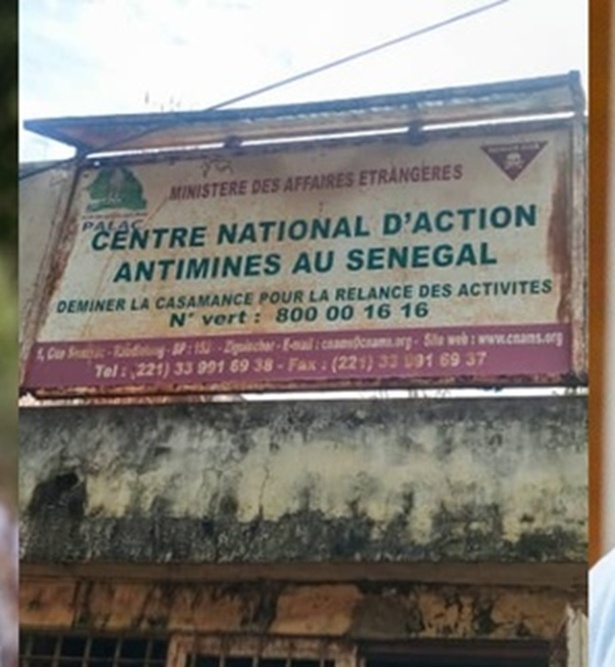 MINISTERE DES AFFAIRES ETRANGERES
PALAC
CENTRE NATIONAL D'ACTION
ANTIMINES AU SENEGAL
DEMINER LA CASAMANCE POUR LA RELANCE DES ACTIVITES
N° vert : 800 00 16 16
Ziguinchor - E-mail : cnams@cnams.org - Site web : www.cnams.org
Tel : 221) 33 991 69 38 - Fax : (221) 33 991 69 37